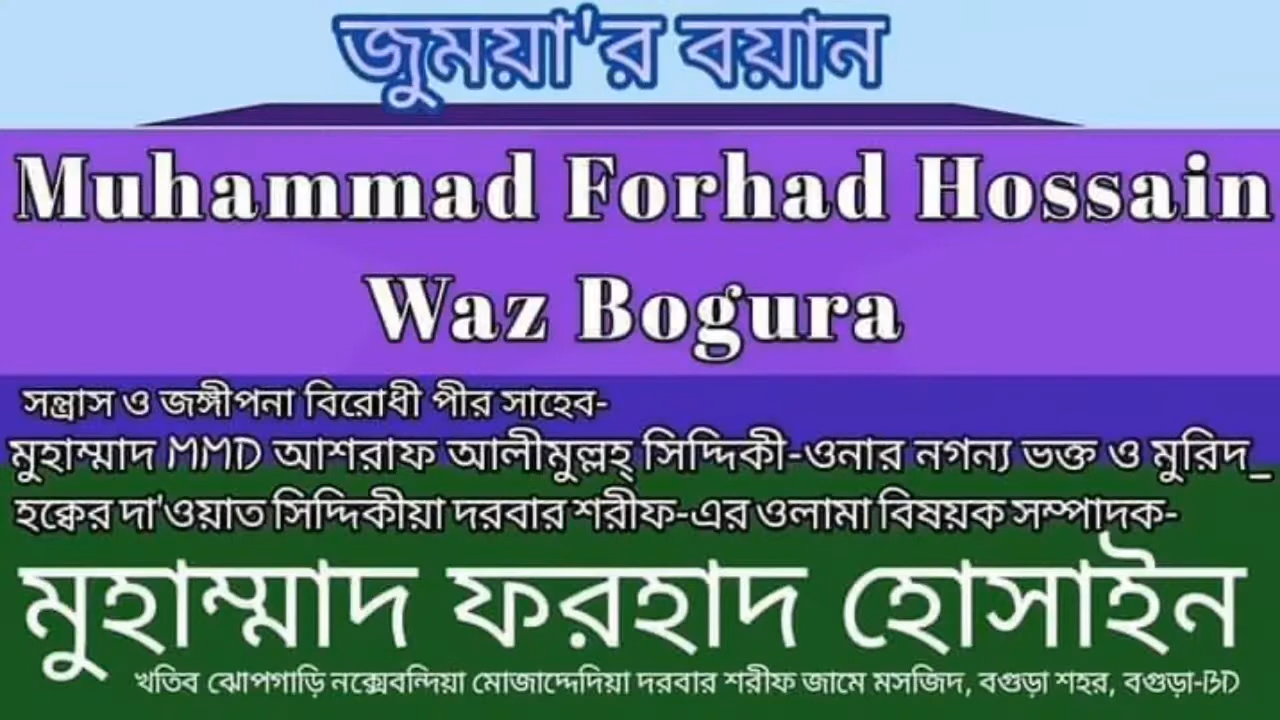 জুময়া'র বয়ান
Muhammad Forhad Hossain
Waz Bogura
সন্ত্রাস ও জঙ্গীপনা বিরোধী পীর সাহেব-
মুহাম্মাদ MMD আশরাফ আলীমুল্লহ্ সিদ্দিকী-ওনার নগন্য ভক্ত ও মুরিদ_
হক্বের দা'ওয়াত সিদ্দিকীয়া দরবার শরীফ-এর ওলামা বিষয়ক সম্পাদক-
মুহাম্মাদ ফরহাদ হোসাইন
খতিব ঝোপগাড়ি নক্সেবন্দিয়া মোজাদ্দেদিয়া দরবার শরীফ জামে মসজিদ, বগুড়া শহর, বগুড়া-BD